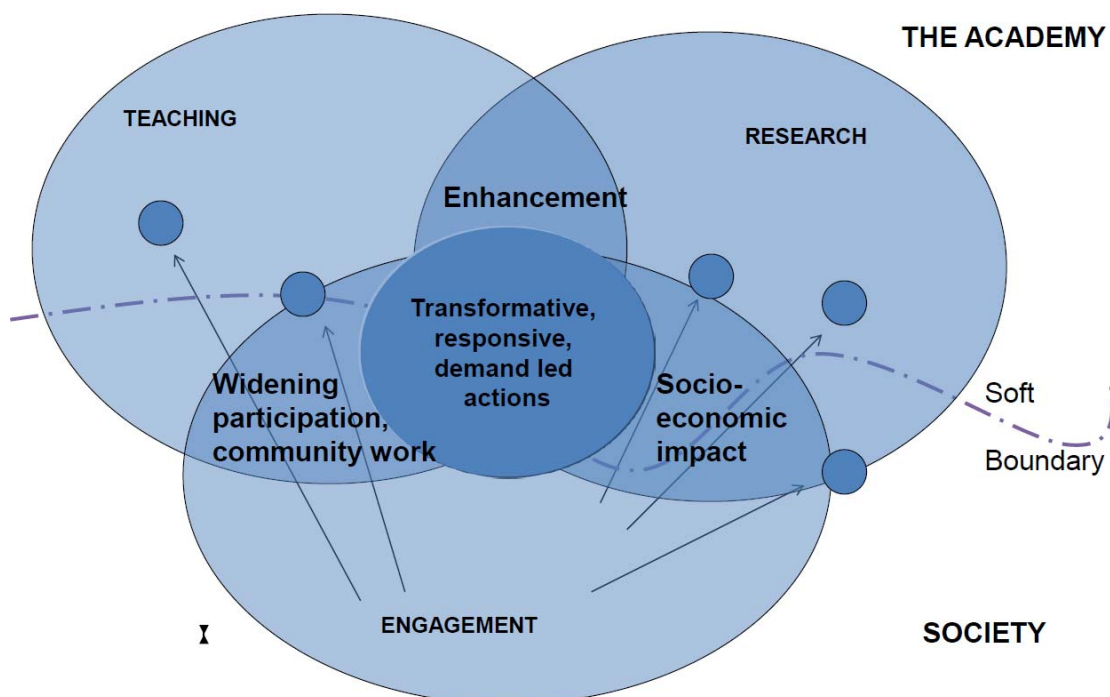 THE ACADEMY
TEACHING
RESEARCH
Enhancement
Transformative,
responsive,
demand led
actions
Widening
participation,
community work
Socio-
economic
impact
Soft
Boundary
ENGAGEMENT
SOCIETY